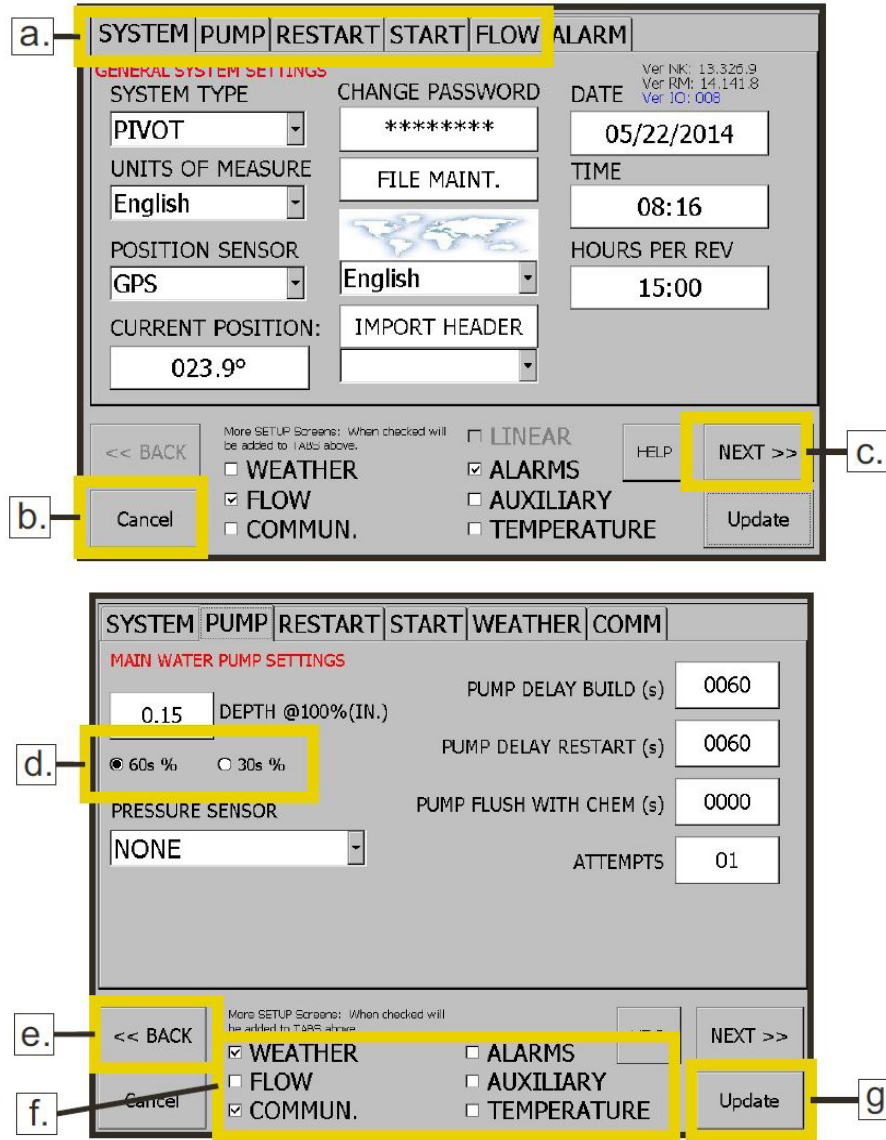 a.
SYSTEM PUMP RESTART START FLOW ALARM
GENERAL SYSTEM SETTINGS
Ver NK: 13.326.9
Ver RM: 14.141.8
Ver IO: 008
SYSTEM TYPE
PIVOT
UNITS OF MEASURE
English
POSITION SENSOR
GPS
CURRENT POSITION:
023.9º
CHANGE PASSWORD
********
FILE MAINT.
English
IMPORT HEADER
DATE
05/22/2014
TIME
08:16
HOURS PER REV
15:00
<< BACK
More SETUP Screens: When checked will
be added to TABS above.
LINEAR
HELP
NEXT >>
c.
WEATHER
ALARMS
b.
Cancel
FLOW
AUXILIARY
Update
COMMUN.
TEMPERATURE
SYSTEM PUMP RESTART START WEATHER COMM
MAIN WATER PUMP SETTINGS
0.15 DEPTH @100%(IN.)
d.
60s % 30s %
PRESSURE SENSOR
NONE
PUMP DELAY BUILD (s) 0060
PUMP DELAY RESTART (s) 0060
PUMP FLUSH WITH CHEM (s) 0000
ATTEMPTS 01
e.
<< BACK
More SETUP Screens: When checked will
be added to TABS above.
NEXT >>
WEATHER
ALARMS
f.
Cancel
FLOW
AUXILIARY
Update
g
COMMUN.
TEMPERATURE